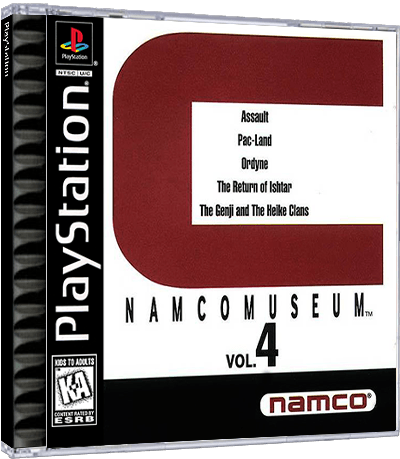 PlayStation
PlayStation
NTSC U/C
PlayStation
Assault
Pac-Land
Ordyne
The Return of Ishtar
The Genji and The Heike Clans
NAMCOMUSEUM™
VOL.4
KIDS TO ADULTS
K-A
CONTENT RATED BY
ESRB
namco®